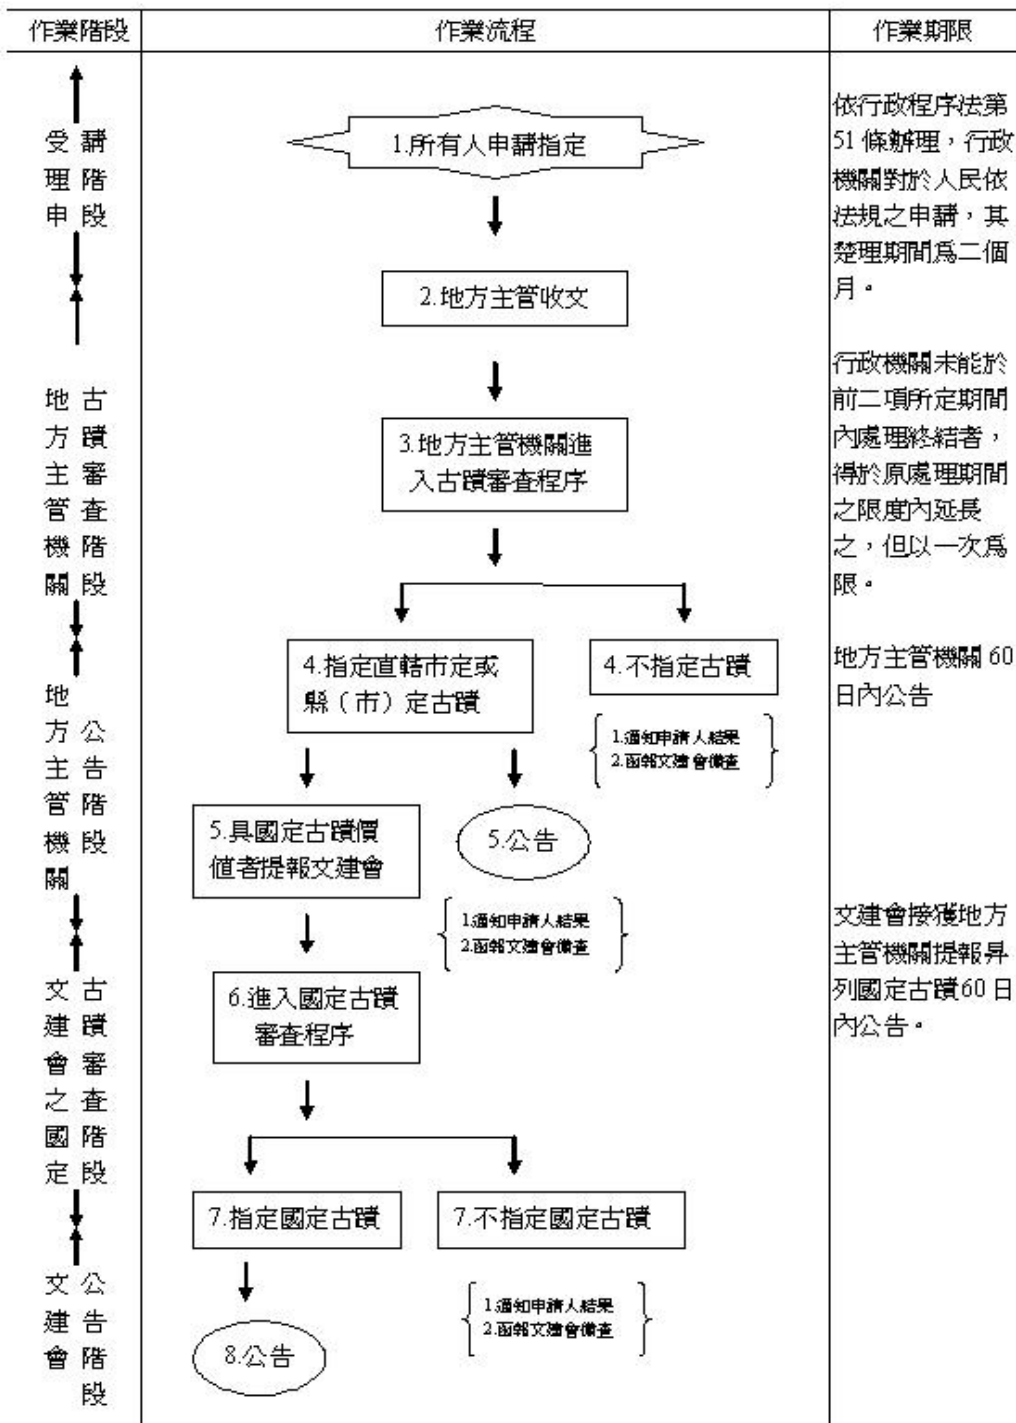 作業階段
作業流程
作業期限
受理申請階段
1.所有人申請指定
2.地方主管收文
依行政程序法第
51 條辦理，行政
機關對於人民依
法規之申請，其
楚理期間為二個
月。
地方主管機關古蹟審查階段
3.地方主管機關進
入古蹟審查程序
行政機關未能於
前二項所定期間
內處理終結者，
得於原處理期間
之限度內延長
之，但以一次為
限。
地方主管機關公告階段
4.指定直轄市定或
縣（市）定古蹟
4.不指定古蹟
1.通知申請人結果
2.函報文建會備查
地方主管機關 60
日內公告
5.具國定古蹟價
值者提報文建會
5.公告
1.通知申請人結果
2.函報文建會備查
文建會之國定古蹟審查階段
6.進入國定古蹟
審查程序
文建會接獲地方
主管機關提報昇
列國定古蹟60 日
內公告。
7.指定國定古蹟
7.不指定國定古蹟
文建會公告階段
8.公告
1.通知申請人結果
2.函報文建會備查